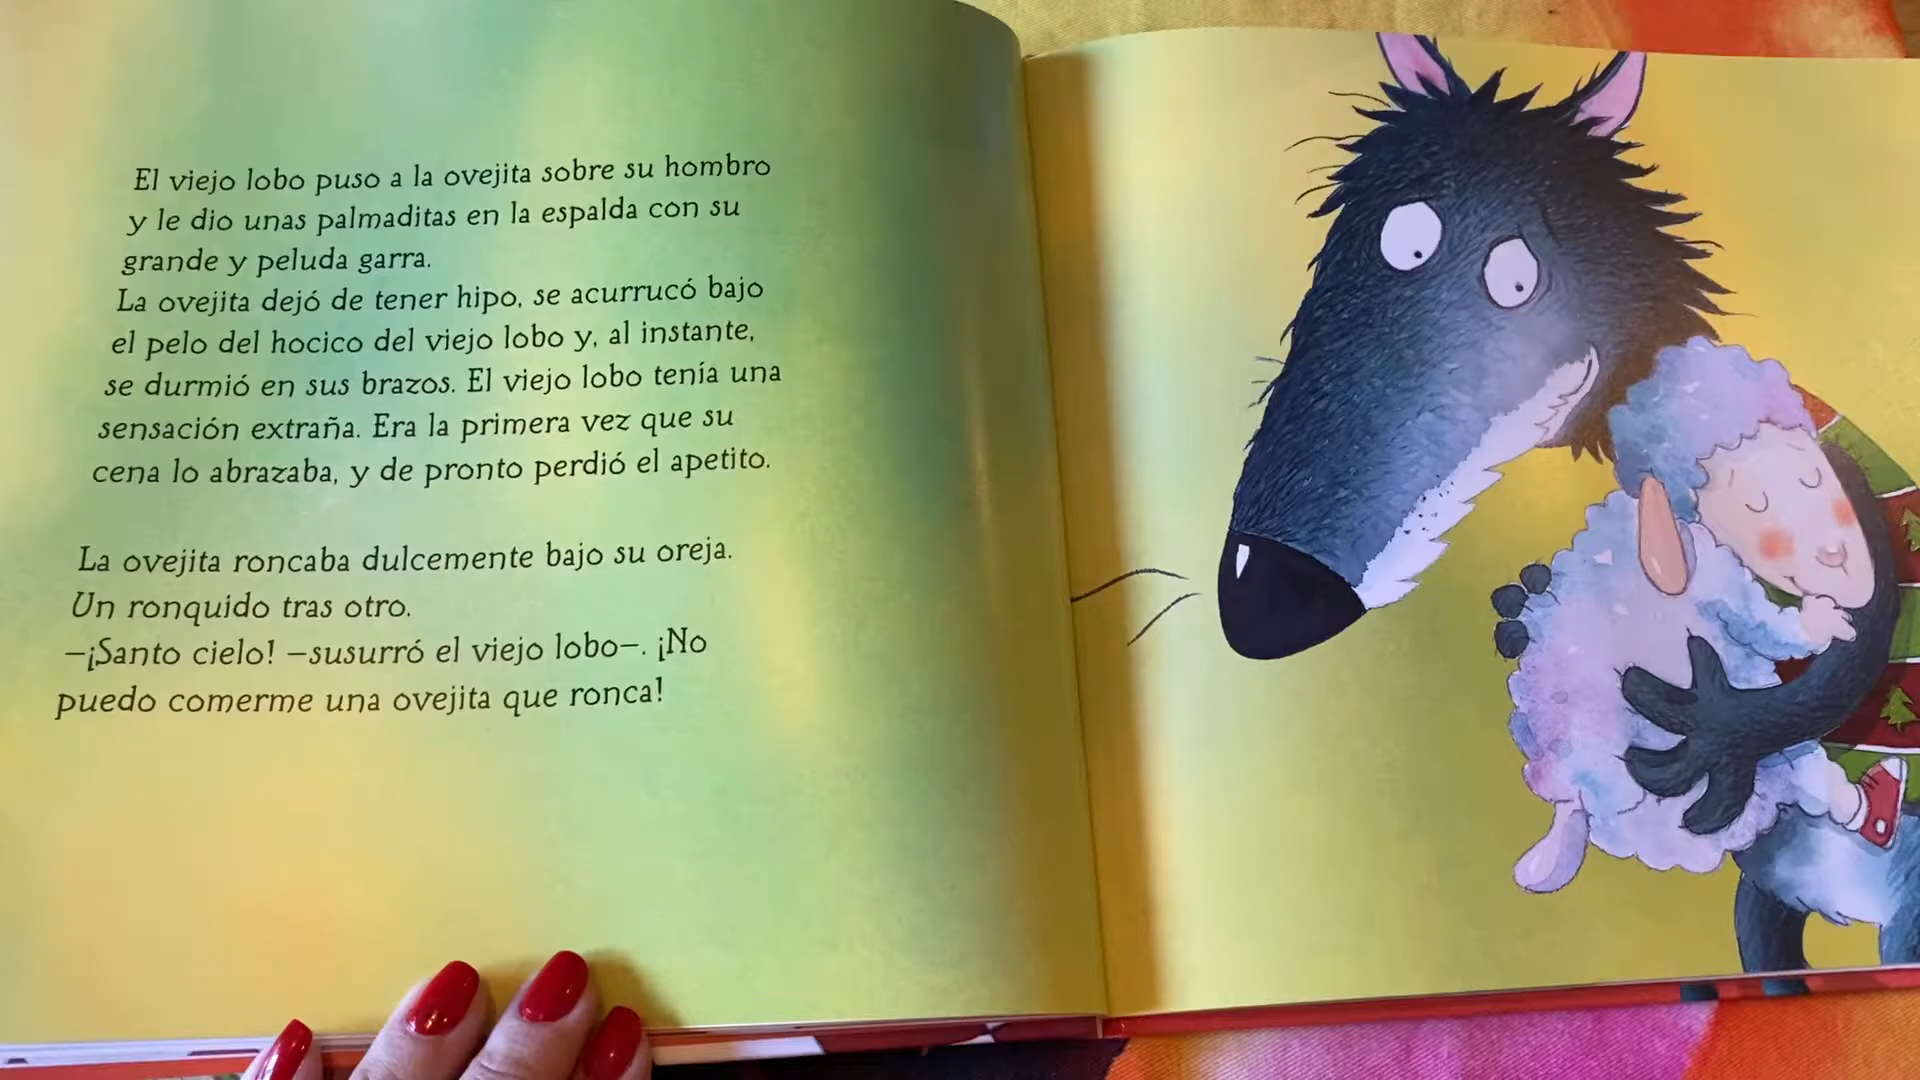 El viejo lobo puso a la ovejita sobre su hombro
y le dio unas palmaditas en la espalda con su
grande y peluda garra.
La ovejita dejó de tener hipo, se acurrucó bajo
el pelo del hocico del viejo lobo y, al instante,
se durmió en sus brazos. El viejo lobo tenía una
sensación extraña. Era la primera vez que su
cena lo abrazaba, y de pronto perdió el apetito.
La ovejita roncaba dulcemente bajo su oreja.
Un ronquido tras otro.
—¡Santo cielo! —susurró el viejo lobo—. ¡No
puedo comerme una ovejita que ronca!